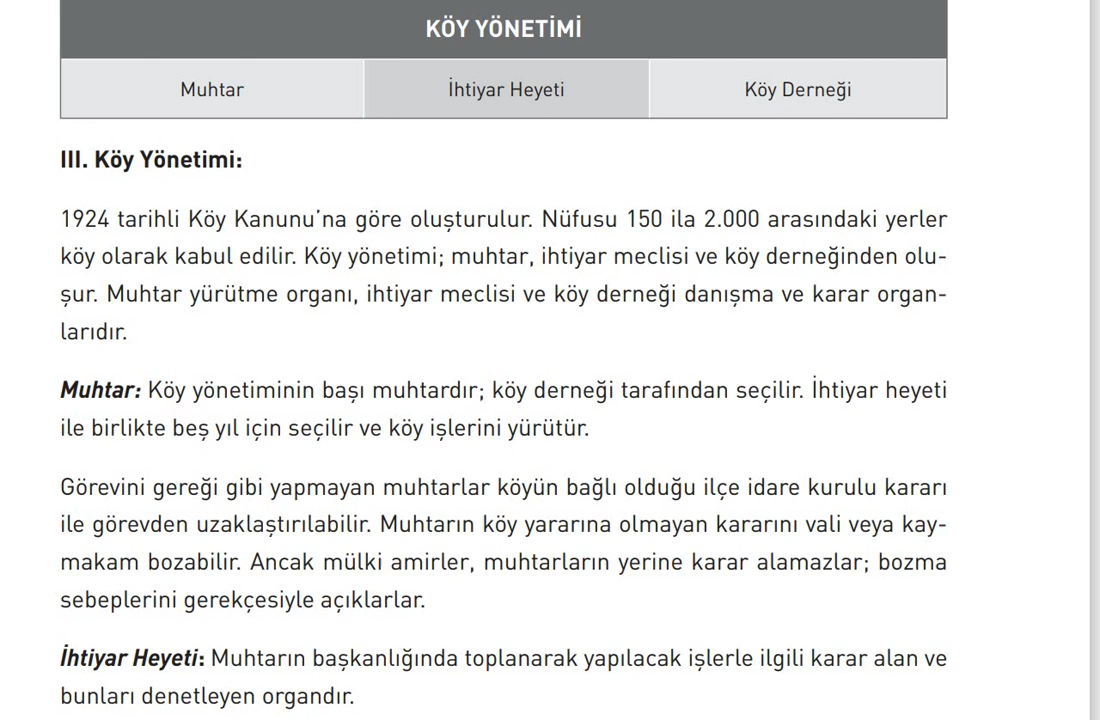 KÖY YÖNETİMİ
Muhtar
İhtiyar Heyeti
Köy Derneği
III. Köy Yönetimi:
1924 tarihli Köy Kanunu'na göre oluşturulur. Nüfusu 150 ila 2.000 arasındaki yerler
köy olarak kabul edilir. Köy yönetimi; muhtar, ihtiyar meclisi ve köy derneğinden olu-
şur. Muhtar yürütme organı, ihtiyar meclisi ve köy derneği danışma ve karar organ-
larıdır.
Muhtar: Köy yönetiminin başı muhtardır; köy derneği tarafından seçilir. İhtiyar heyeti
ile birlikte beş yıl için seçilir ve köy işlerini yürütür.
Görevini gereği gibi yapmayan muhtarlar köyün bağlı olduğu ilçe idare kurulu kararı
ile görevden uzaklaştırılabilir. Muhtarın köy yararına olmayan kararını vali veya kay-
makam bozabilir. Ancak mülki amirler, muhtarların yerine karar alamazlar; bozma
sebeplerini gerekçesiyle açıklarlar.
İhtiyar Heyeti: Muhtarın başkanlığında toplanarak yapılacak işlerle ilgili karar alan ve
bunları denetleyen organdır.